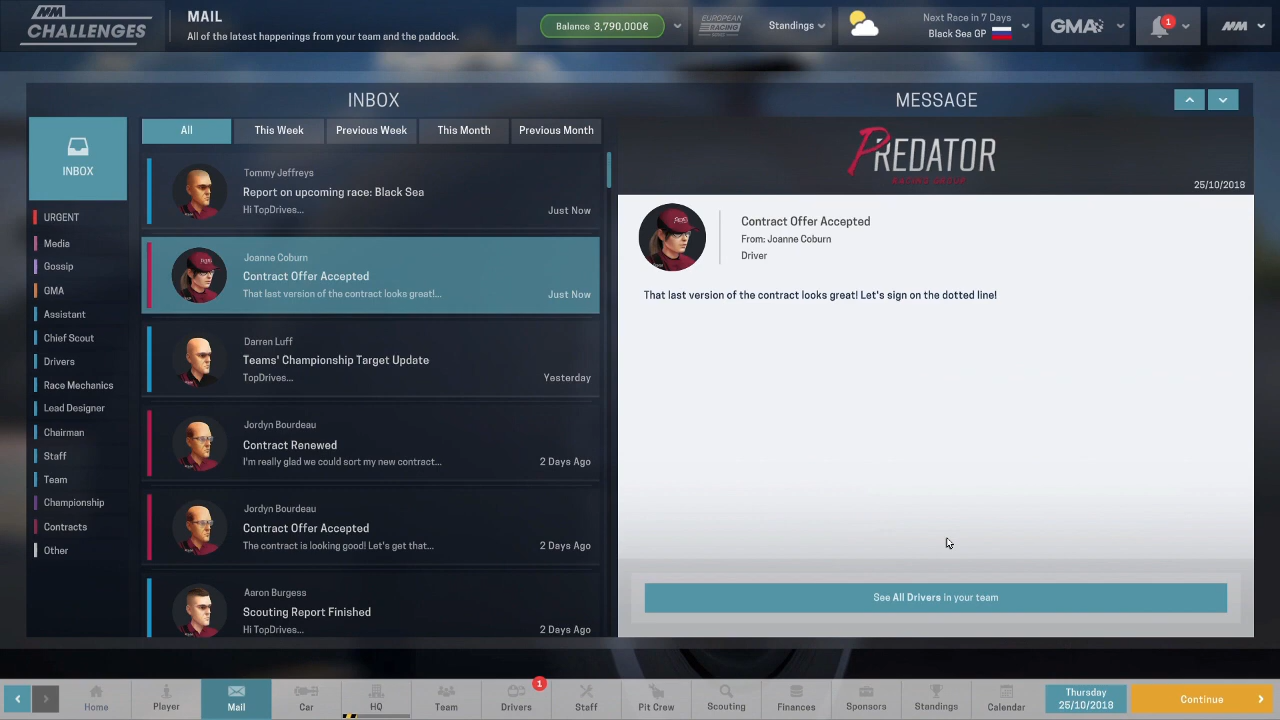 MM
CHALLENGES
MAIL
All of the latest happenings from your team and the paddock.
Balance 3,790,000€
EUROPEAN
RACING
SERIES
Standings
Next Race in 7 Days
Black Sea GP
GMA
1
MM
INBOX
MESSAGE
INBOX
URGENT
Media
Gossip
GMA
Assistant
Chief Scout
Drivers
Race Mechanics
Lead Designer
Chairman
Staff
Team
Championship
Contracts
Other
All
This Week
Previous Week
This Month
Previous Month
Tommy Jeffreys
Report on upcoming race: Black Sea
Hi TopDrives...
Just Now
Joanne Coburn
Contract Offer Accepted
That last version of the contract looks great!...
Just Now
Darren Luff
Teams' Championship Target Update
TopDrives...
Yesterday
Jordyn Bourdeau
Contract Renewed
I'm really glad we could sort my new contract...
2 Days Ago
Jordyn Bourdeau
Contract Offer Accepted
The contract is looking good! Let's get that...
2 Days Ago
Aaron Burgess
Scouting Report Finished
Hi TopDrives...
2 Days Ago
PREDATOR
RACING GROUP
25/10/2018
Contract Offer Accepted
From: Joanne Coburn
Driver
That last version of the contract looks great! Let's sign on the dotted line!
See All Drivers in your team
Home
Player
Mail
Car
HQ
Team
1
Drivers
Staff
Pit Crew
Scouting
Finances
Sponsors
Standings
Calendar
Thursday
25/10/2018
Continue